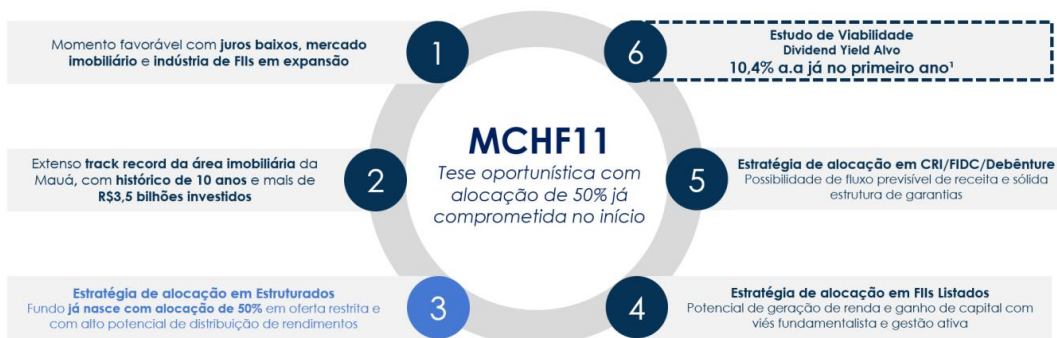 1
Momento favorável com juros baixos, mercado
imobiliário e indústria de FIIs em expansão
2
Extenso track record da área imobiliária da
Mauá, com histórico de 10 anos e mais de
R$3,5 bilhões investidos
3
Estratégia de alocação em Estruturados
Fundo já nasce com alocação de 50% em oferta restrita e
com alto potencial de distribuição de rendimentos
MCHF11
Tese oportunística com
alocação de 50% já
comprometida no início
6
Estudo de Viabilidade
Dividend Yield Alvo
10,4% a.a já no primeiro ano¹
5
Estratégia de alocação em CRI/FIDC/Debênture
Possibilidade de fluxo previsível de receita e sólida
estrutura de garantias
4
Estratégia de alocação em FIIs Listados
Potencial de geração de renda e ganho de capital com
viés fundamentalista e gestão ativa